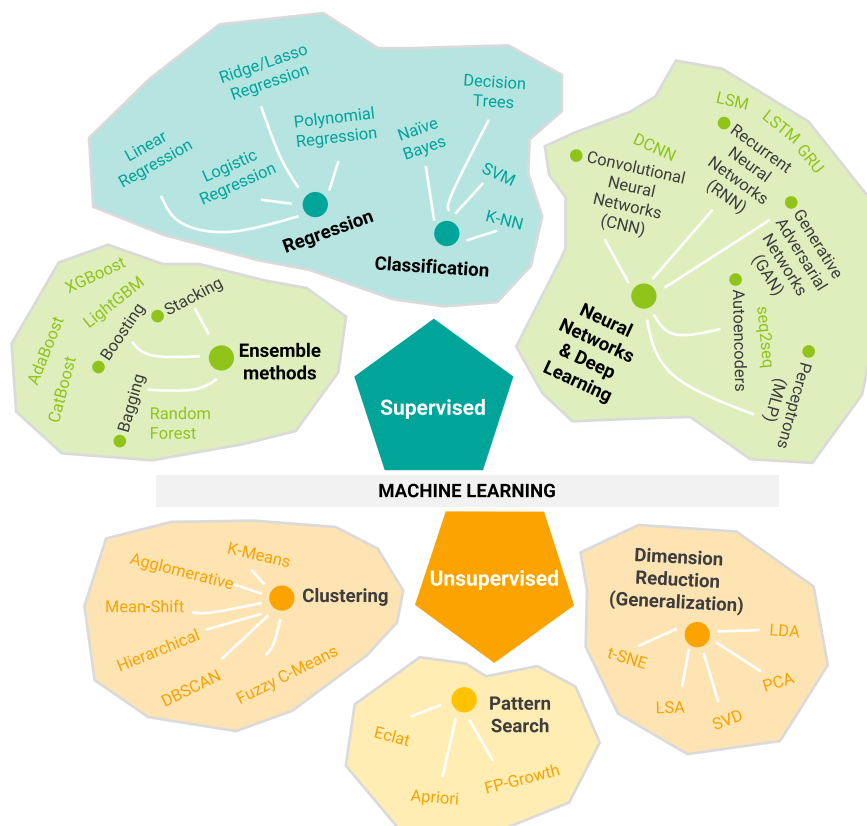 Ridge/Lasso
Regression
Linear
Regression
Logistic
Regression
Polynomial
Regression
Regression
Naïve
Bayes
Decision
Trees
SVM
K-NN
Classification
LSM
LSTM GRU
DCNN
Convolutional
Neural
Networks
(CNN)
Recurrent
Neural
Networks
(RNN)
Generative
Adversarial
Networks
(GAN)
Autoencoders
seq2seq
Perceptrons
(MLP)
Neural
Networks
& Deep
Learning
XGBoost
LightGBM
AdaBoost
CatBoost
Stacking
Boosting
Bagging
Random
Forest
Ensemble
methods
Supervised
MACHINE LEARNING
Unsupervised
K-Means
Agglomerative
Mean-Shift
Hierarchical
DBSCAN
Fuzzy C-Means
Clustering
Pattern
Search
Eclat
Apriori
FP-Growth
Dimension
Reduction
(Generalization)
t-SNE
LSA
SVD
PCA
LDA